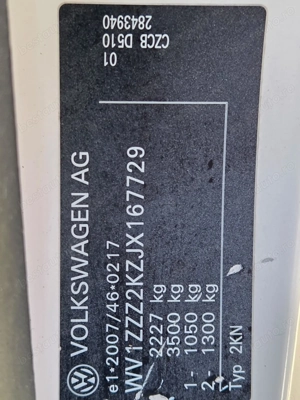 VOLKSWAGEN AG
e1*2007/46*0217
WV1ZZZ2KZJX167729
2227 kg
3500 kg
1- 1050 kg
2- 1300 kg
Typ 2KN
01
CZCB D510
2843940